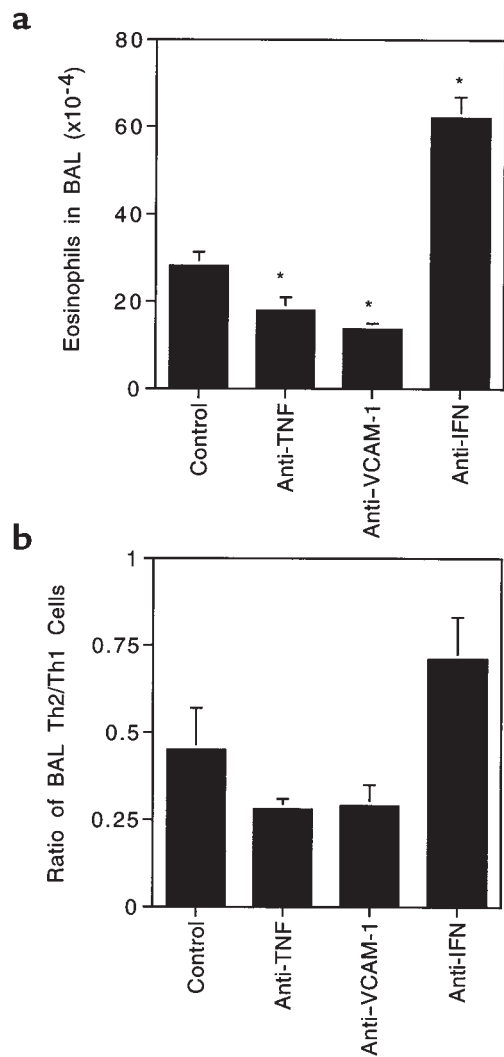 a
Eosinophils in BAL (x10-4)
80
60
40
20
0
*
*
*
Control
Anti-TNF
Anti-VCAM-1
Anti-IFN
b
Ratio of BAL Th2/Th1 Cells
1
0.75
0.5
0.25
0
Control
Anti-TNF
Anti-VCAM-1
Anti-IFN